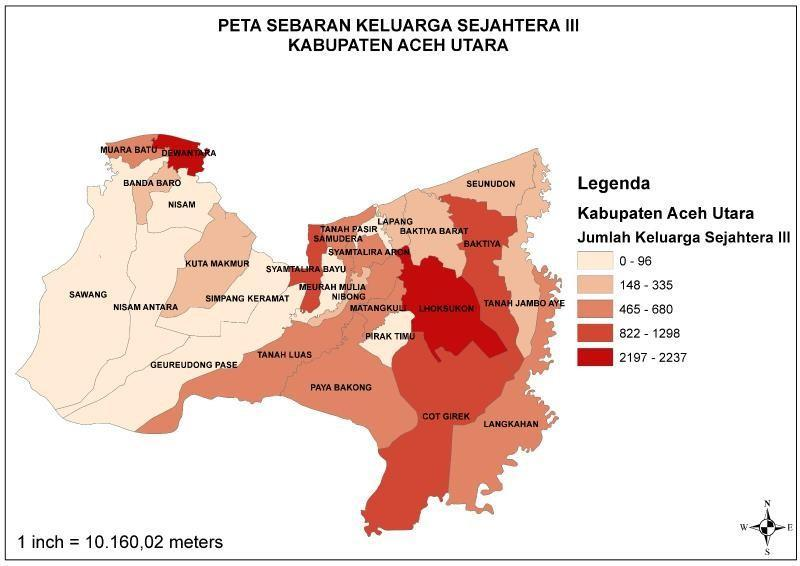 PETA SEBARAN KELUARGA SEJAHTERA III
KABUPATEN ACEH UTARA
MUARA BATU
DEWANTARA
BANDA BARO
NISAM
SEUNUDON
LAPANG
TANAH PASIR
SAMUDERA
BAKTIYA BARAT
BAKTIYA
SYAMTALIRA ARON
KUTA MAKMUR
SYAMTALIRA BAYU
MEURAH MULIA
NIBONG
SAWANG
NISAM ANTARA
SIMPANG KERAMAT
MATANGKULI
LHOKSUKON
TANAH JAMBO AYE
PIRAK TIMU
TANAH LUAS
GEUREUDONG PASE
PAYA BAKONG
COT GIREK
LANGKAHAN
Legenda
Kabupaten Aceh Utara
Jumlah Keluarga Sejahtera III
0 - 96
148 - 335
465 - 680
822 - 1298
2197 - 2237
1 inch = 10.160,02 meters
N
W
E
S